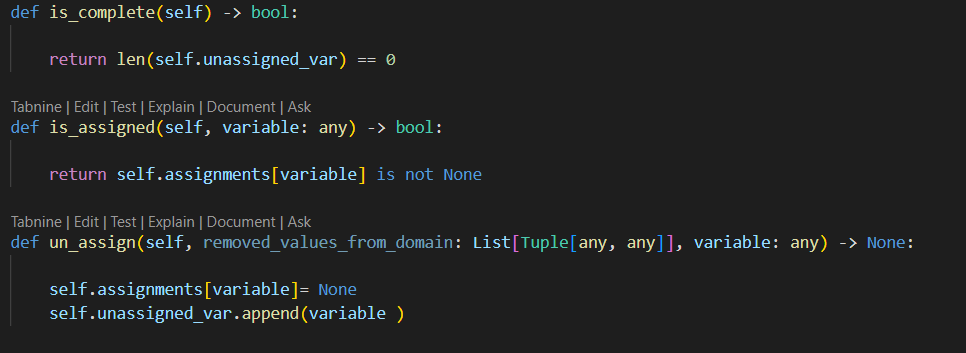 def is_complete(self) -> bool:
return len(self.unassigned_var) == 0
Tabnine | Edit | Test | Explain | Document | Ask
def is_assigned(self, variable: any) -> bool:
return self.assignments[variable] is not None
Tabnine | Edit | Test | Explain | Document | Ask
def un_assign(self, removed_values_from_domain: List[Tuple[any, any]], variable: any) -> None:
self.assignments[variable]= None
self.unassigned_var.append(variable )